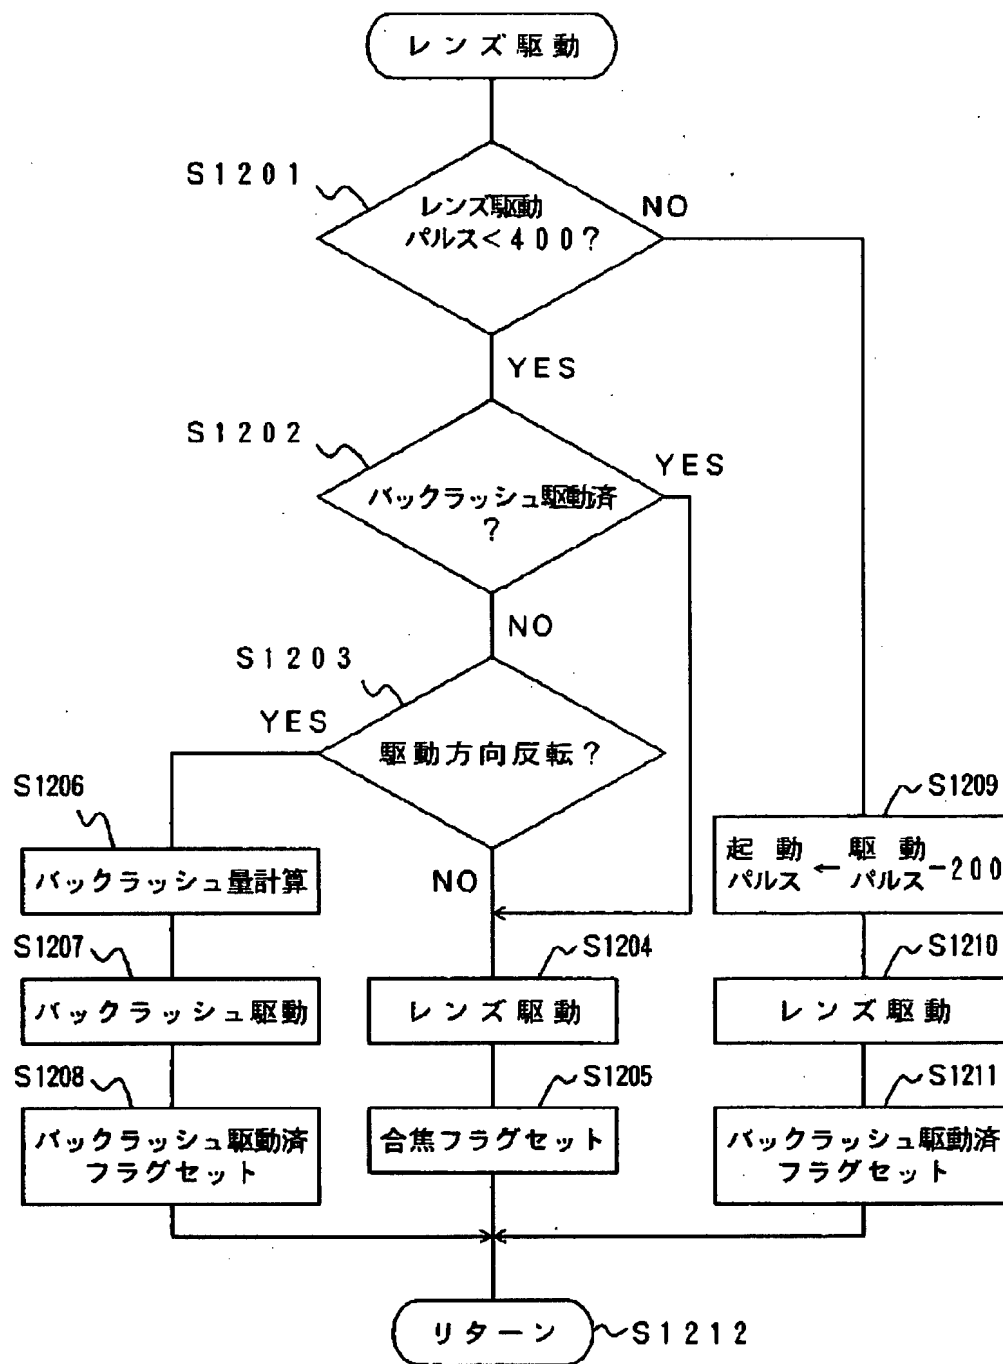 レンズ駆動
S1201
レンズ駆動
パルス<400?
NO
YES
S1202
YES
バックラッシュ駆動済
?
NO
S1203
YES
駆動方向反転?
NO
S1206
バックラッシュ量計算
S1209
起動
パルス
←
駆動
パルス
-200
S1207
バックラッシュ駆動
S1204
レンズ駆動
S1210
レンズ駆動
S1208
バックラッシュ駆動済
フラグセット
S1205
合焦フラグセット
S1211
バックラッシュ駆動済
フラグセット
リターン
S1212